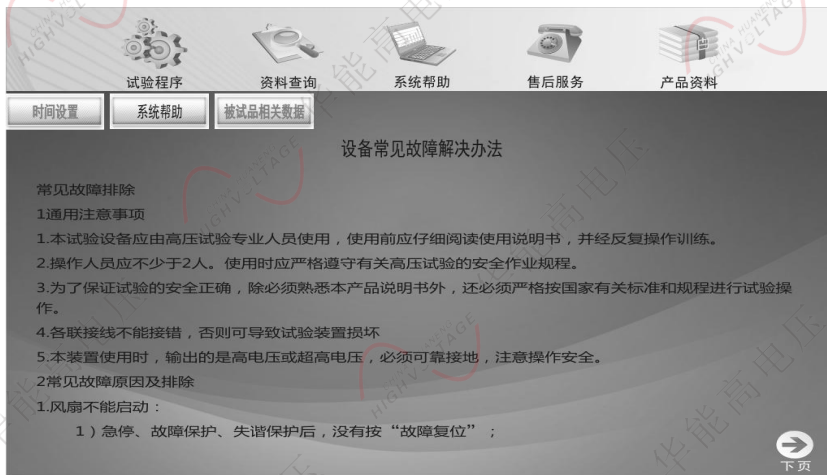 试验程序 资料查询 系统帮助 售后服务 产品资料
时间设置 系统帮助 被试品相关数据
设备常见故障解决办法
常见故障排除
1通用注意事项
1.本试验设备应由高压试验专业人员使用，使用前应仔细阅读使用说明书，并经反复操作训练。
2.操作人员应不少于2人。使用时应严格遵守有关高压试验的安全作业规程。
3.为了保证试验的安全正确，除必须熟悉本产品说明书外，还必须严格按国家有关标准和规程进行试验操
作。
4.各联接线不能接错，否则可导致试验装置损坏
5.本装置使用时，输出的是高电压或超高电压，必须可靠接地，注意操作安全。
2常见故障原因及排除
1.风扇不能启动：
1）急停、故障保护、失谐保护后，没有按“故障复位”；
下页
华能高电压
HIGHVOLTAGE